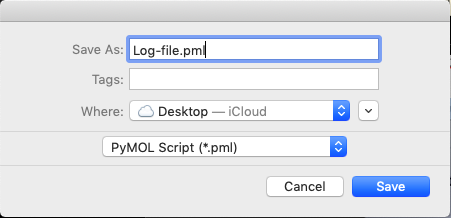 Save As: Log-file.pml
Tags:
Where: Desktop — iCloud
PyMOL Script (*.pml)
Cancel Save